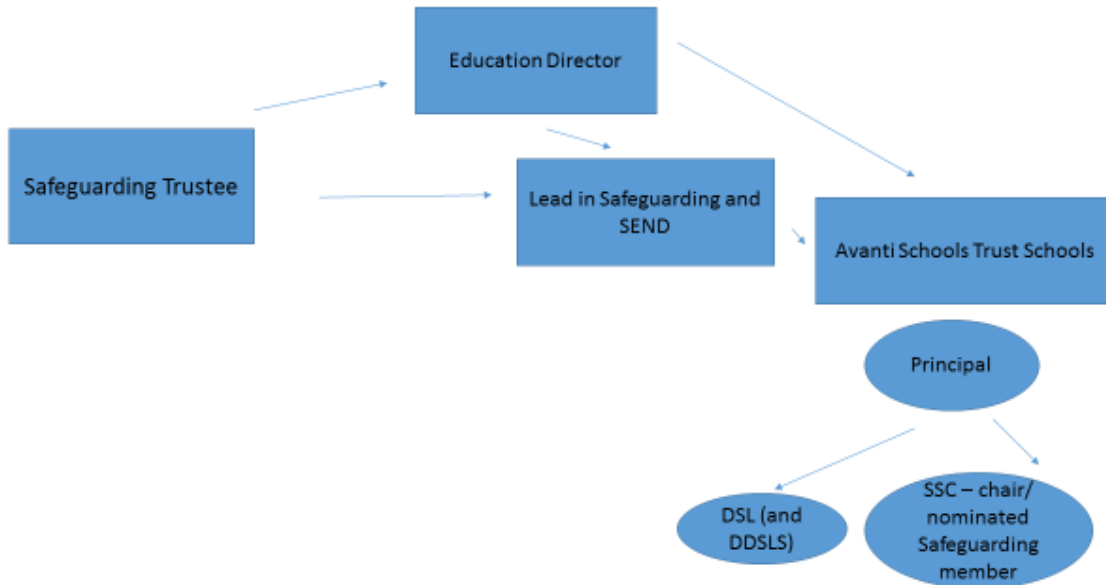 Education Director
Safeguarding Trustee
Lead in Safeguarding and
SEND
Avanti Schools Trust Schools
Principal
DSL (and
DDSLS)
SSC – chair/
nominated
Safeguarding
member